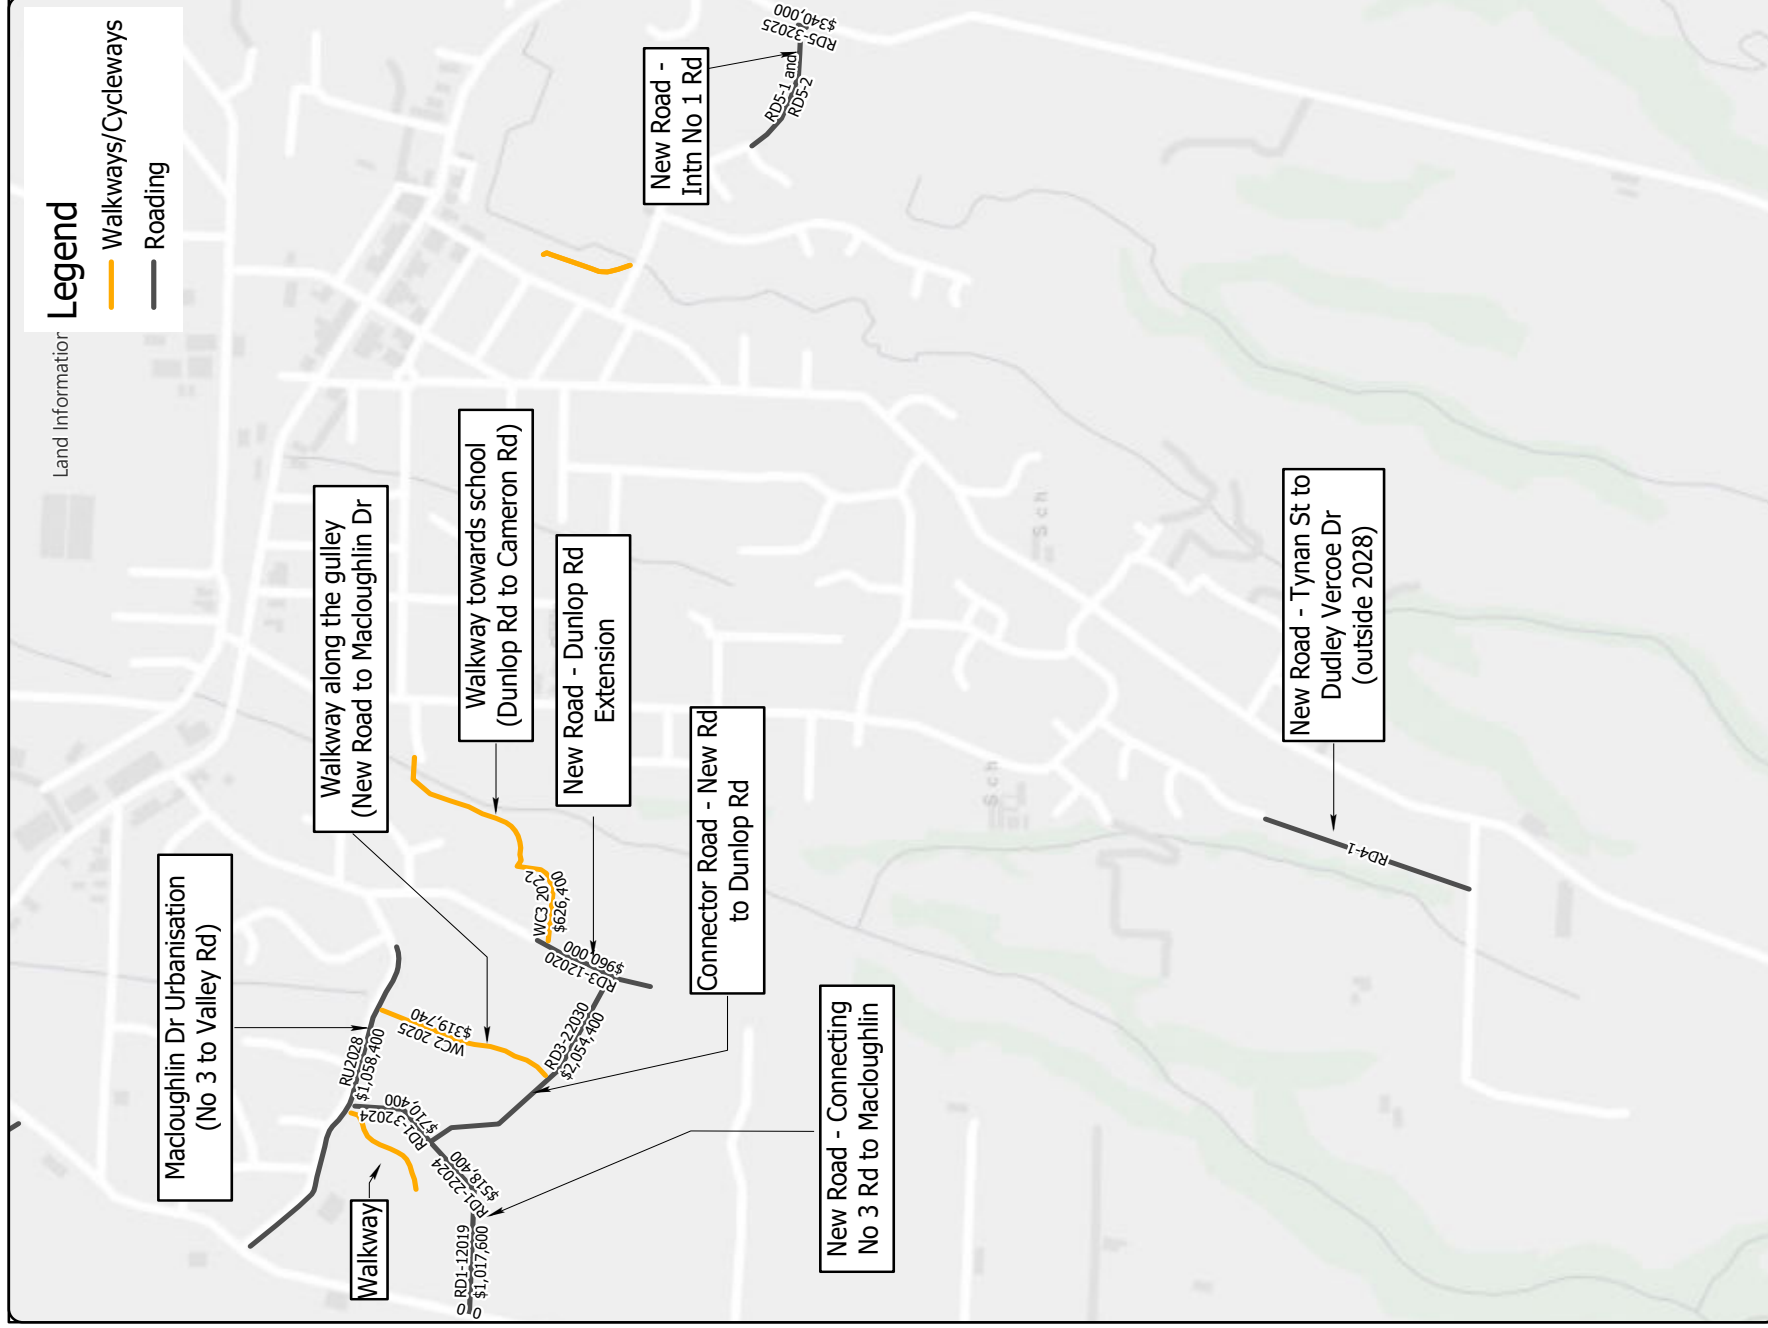 Legend
Walkways/Cycleways
Roading
Land Information
New Road -
Intn No 1 Rd
RD5-32025
$340,000
RD5-1 and
RD5-2
Walkway along the gulley
(New Road to Macloughlin Dr
Walkway towards school
(Dunlop Rd to Cameron Rd)
New Road - Dunlop Rd
Extension
Macloughlin Dr Urbanisation
(No 3 to Valley Rd)
Connector Road - New Rd
to Dunlop Rd
New Road - Connecting
No 3 Rd to Macloughlin
Walkway
New Road - Tynan St to
Dudley Vercoe Dr
(outside 2028)
RD4-1
Sch
Sch
WC3 2022
$626,400
RD3-12020
$960,000
RD3-22030
$2,054,400
WC2 2025
$319,740
RU2028
$1,058,400
RD1-32024
$710,400
RD1-22024
$518,400
RD1-12019
$1,017,600
0
0